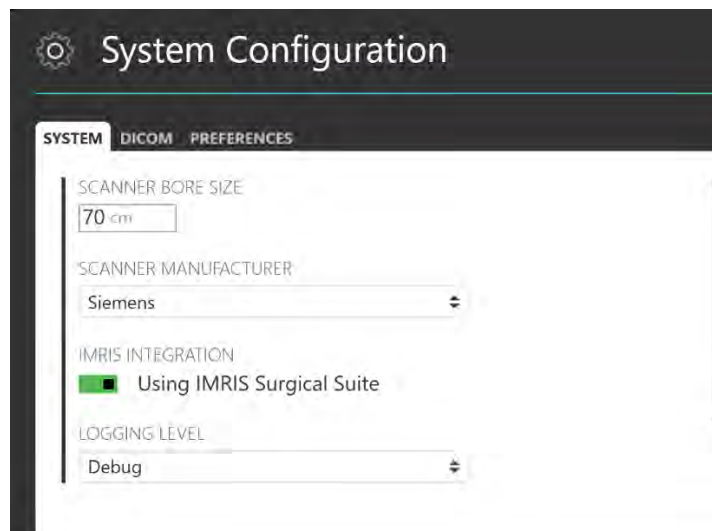 System Configuration
SYSTEM DICOM PREFERENCES
SCANNER BORE SIZE
70 cm
SCANNER MANUFACTURER
Siemens
IMRIS INTEGRATION
Using IMRIS Surgical Suite
LOGGING LEVEL
Debug